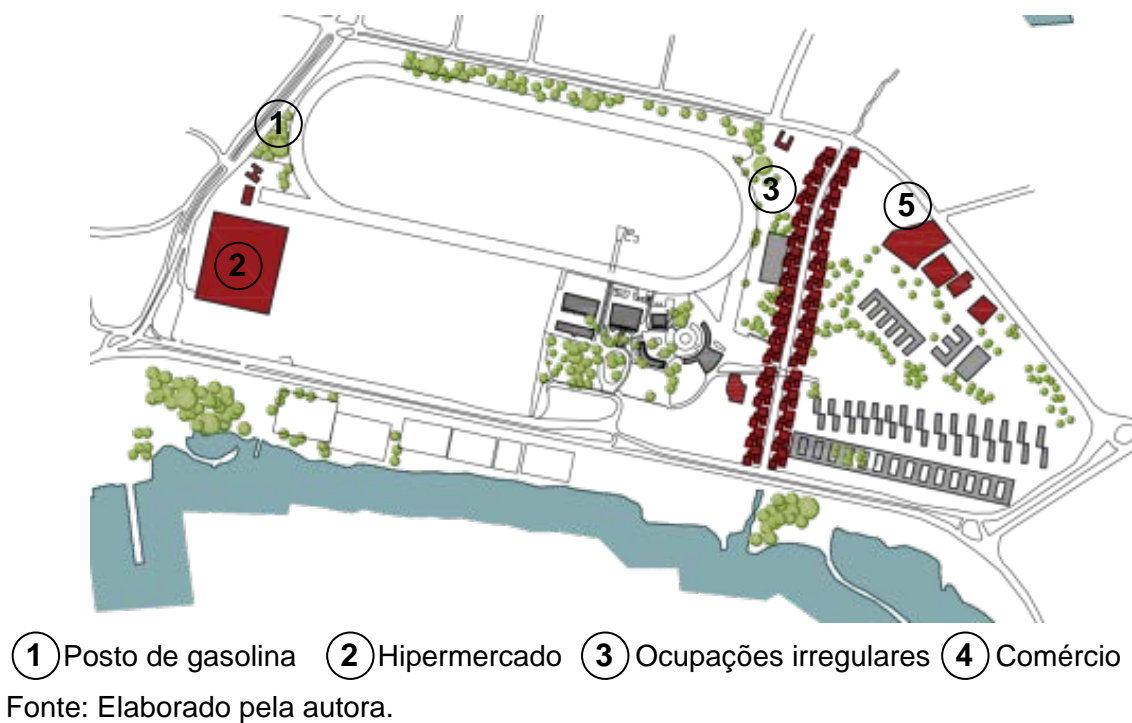 1
3
5
2
1 Posto de gasolina 2 Hipermercado 3 Ocupações irregulares 4 Comércio
Fonte: Elaborado pela autora.